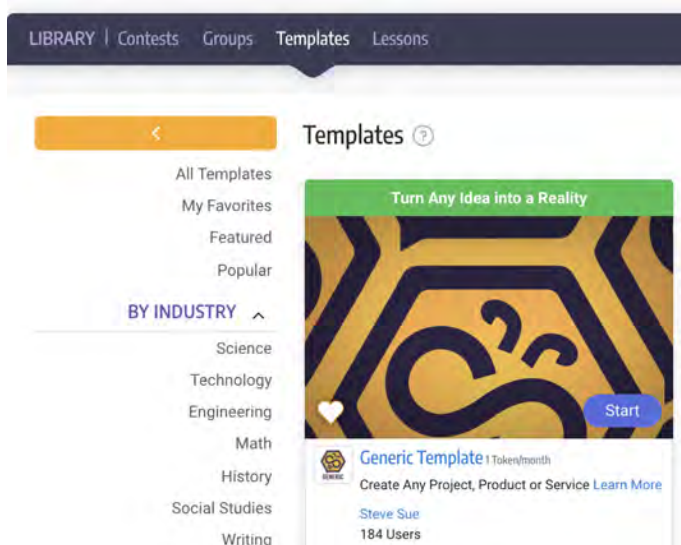 LIBRARY | Contests Groups Templates Lessons
Templates ?
All Templates
My Favorites
Featured
Popular
BY INDUSTRY
Science
Technology
Engineering
Math
History
Social Studies
Writing
Turn Any Idea into a Reality
Start
GENERIC
Generic Template 1 Token/month
Create Any Project, Product or Service Learn More
Steve Sue
184 Users